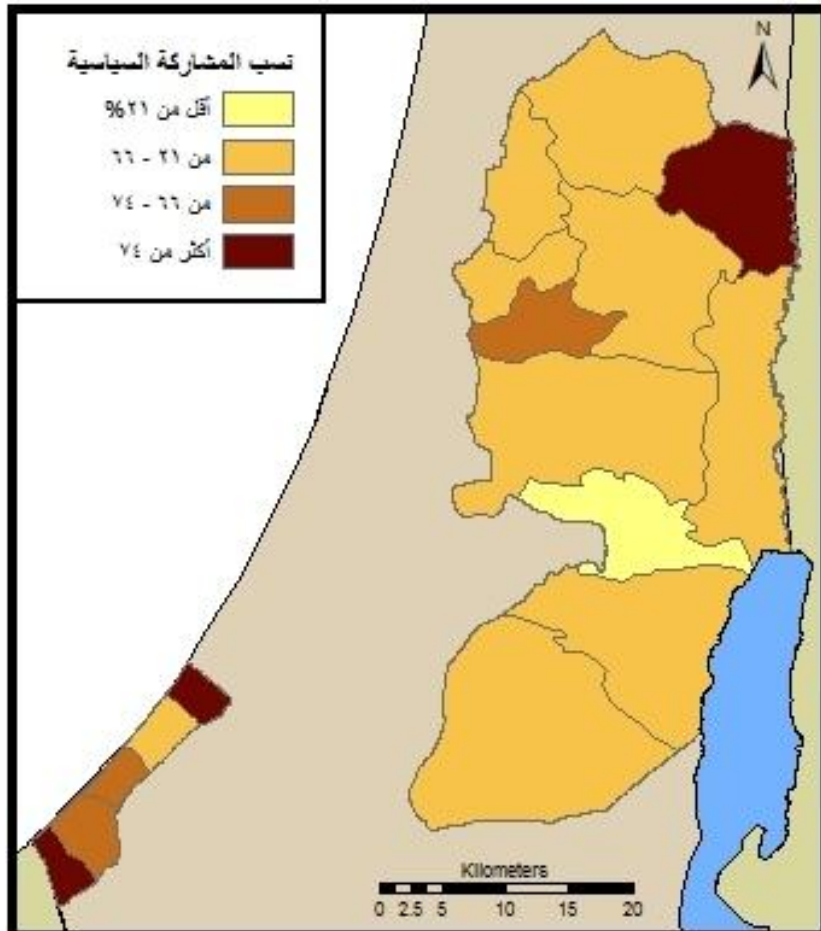 نسب المشاركة السياسية
أقل من ٢١%
من ٢١ - ٦٦
من ٦٦ - ٧٤
أكثر من ٧٤
N
Kilometers
0 2.5 5 10 15 20